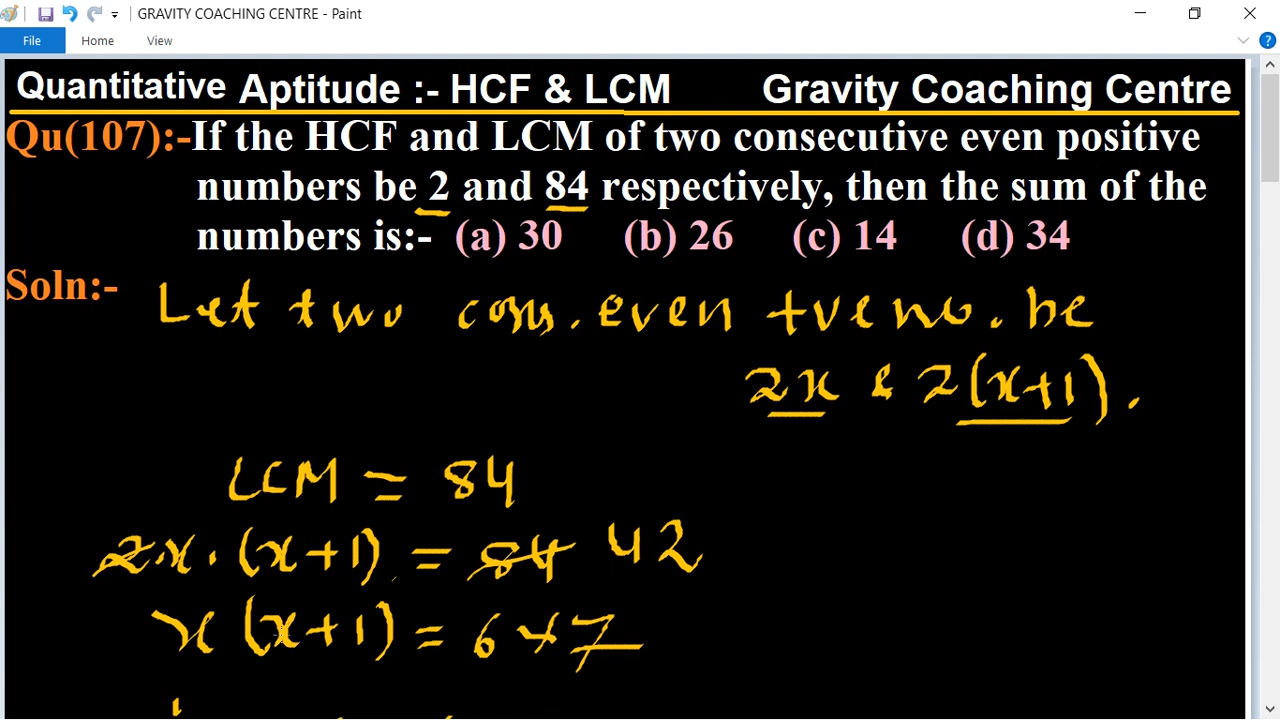 GRAVITY COACHING CENTRE - Paint
File Home View
Quantitative Aptitude :- HCF & LCM Gravity Coaching Centre
Qu(107):-If the HCF and LCM of two consecutive even positive
numbers be 2 and 84 respectively, then the sum of the
numbers is:- (a) 30 (b) 26 (c) 14 (d) 34
Soln:- Let two cons. even +ve no. be
2x & 2(x+1).
LCM = 84
2x.(x+1) = 84 42
x(x+1) = 6×7